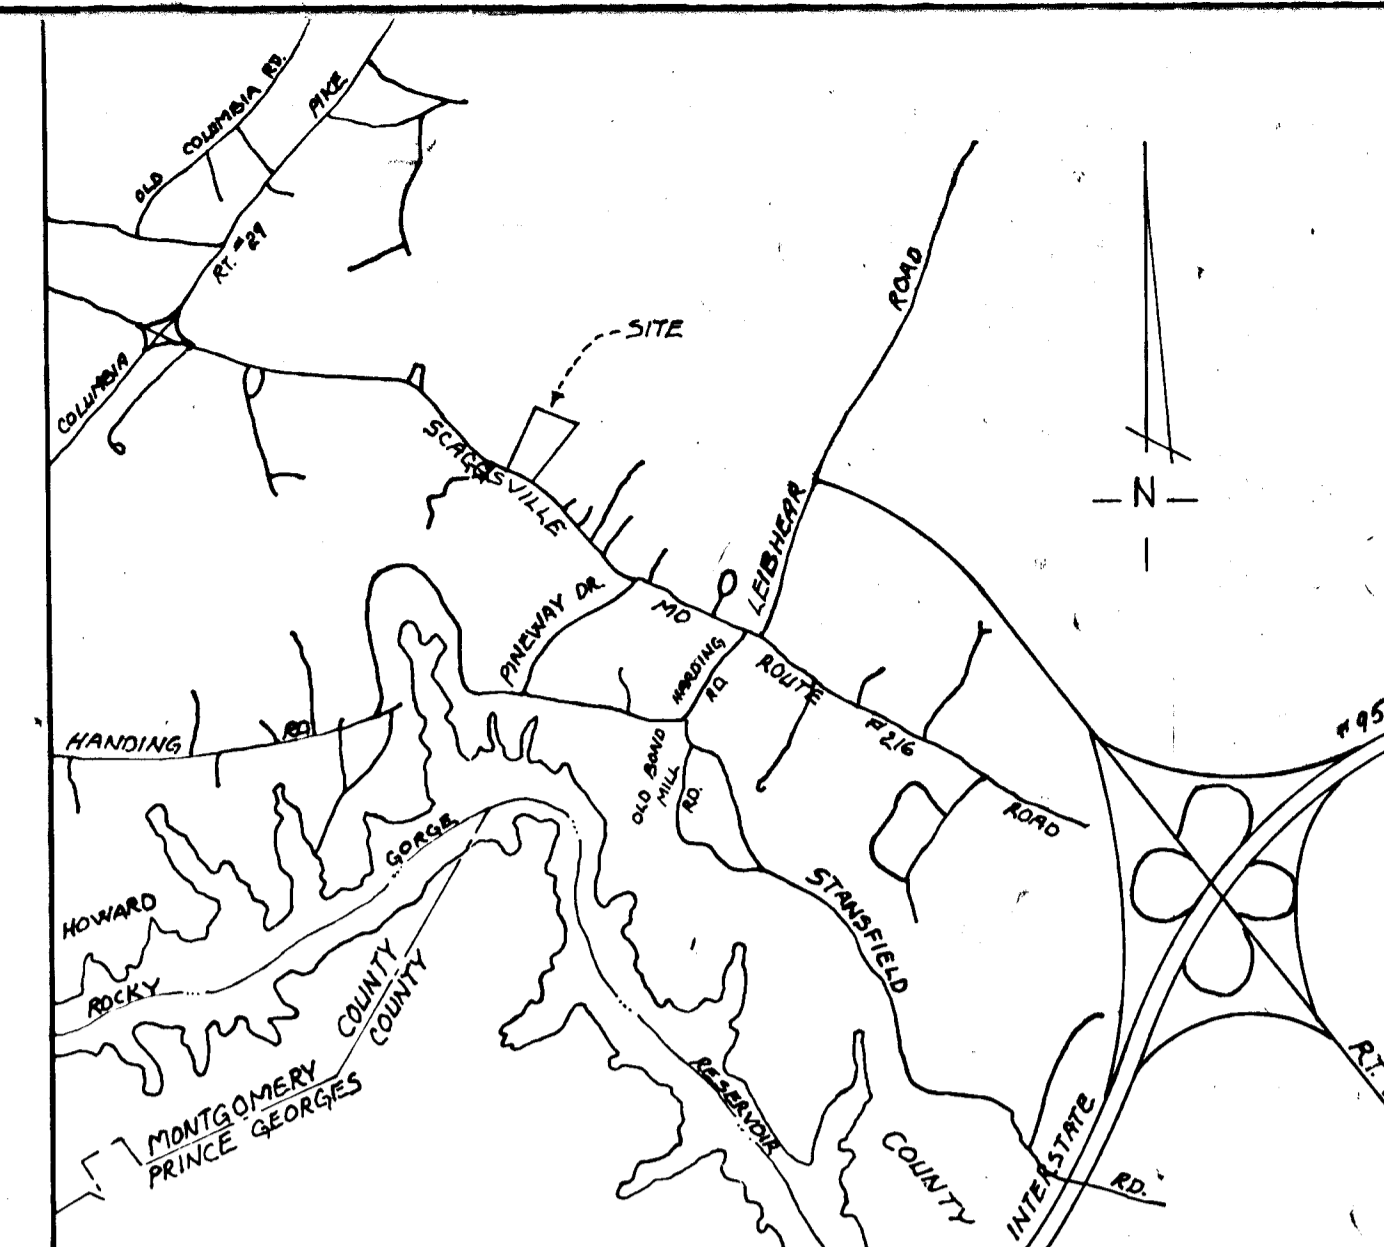 OLD COLUMBIA RD.
PIKE
RT. #29
COLUMBIA
SITE
SCAGGSVILLE
ROAD
LEIBHEAR
N
PINEWAY DR.
MD
ROUTE
#216
ROAD
HARDING
RD.
HANDING
RD
OLD BOND
MILL
RD.
#95
HOWARD
GORGE
ROCKY
COUNTY
COUNTY
MONTGOMERY
PRINCE GEORGES
STANSFIELD
RESERVOIR
COUNTY
INTERSTATE
RD.
RT.